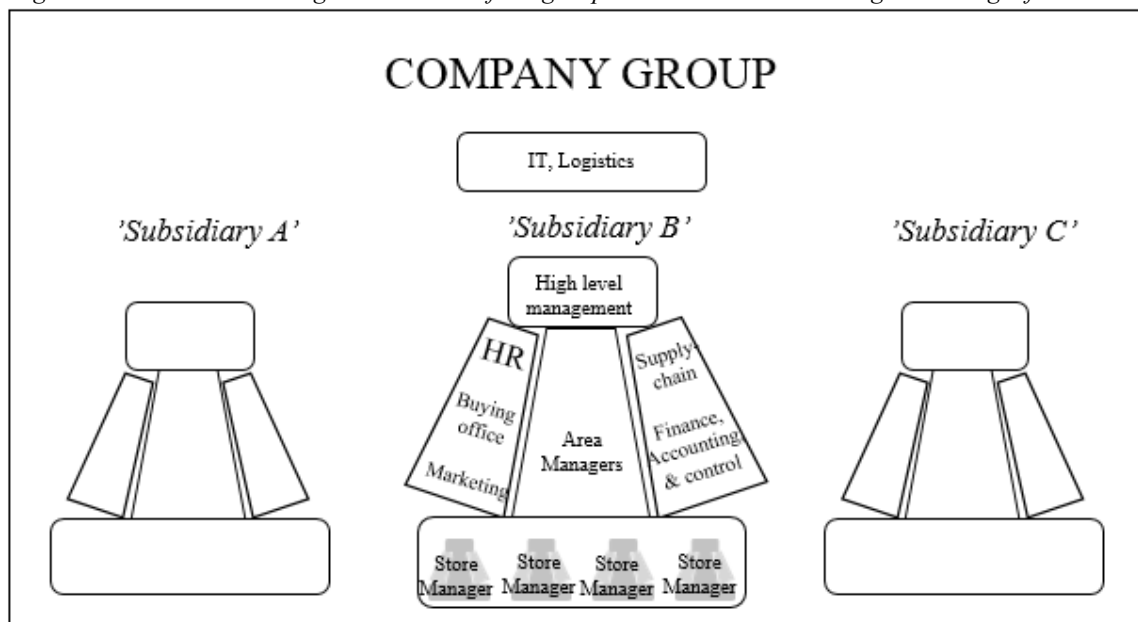 COMPANY GROUP
IT, Logistics
’Subsidiary A’
’Subsidiary B’
’Subsidiary C’
High level
management
HR
Buying
office
Marketing
Area
Managers
Supply-
chain
Finance,
Accounting,
& control
Store
Manager
Store
Manager
Store
Manager
Store
Manager